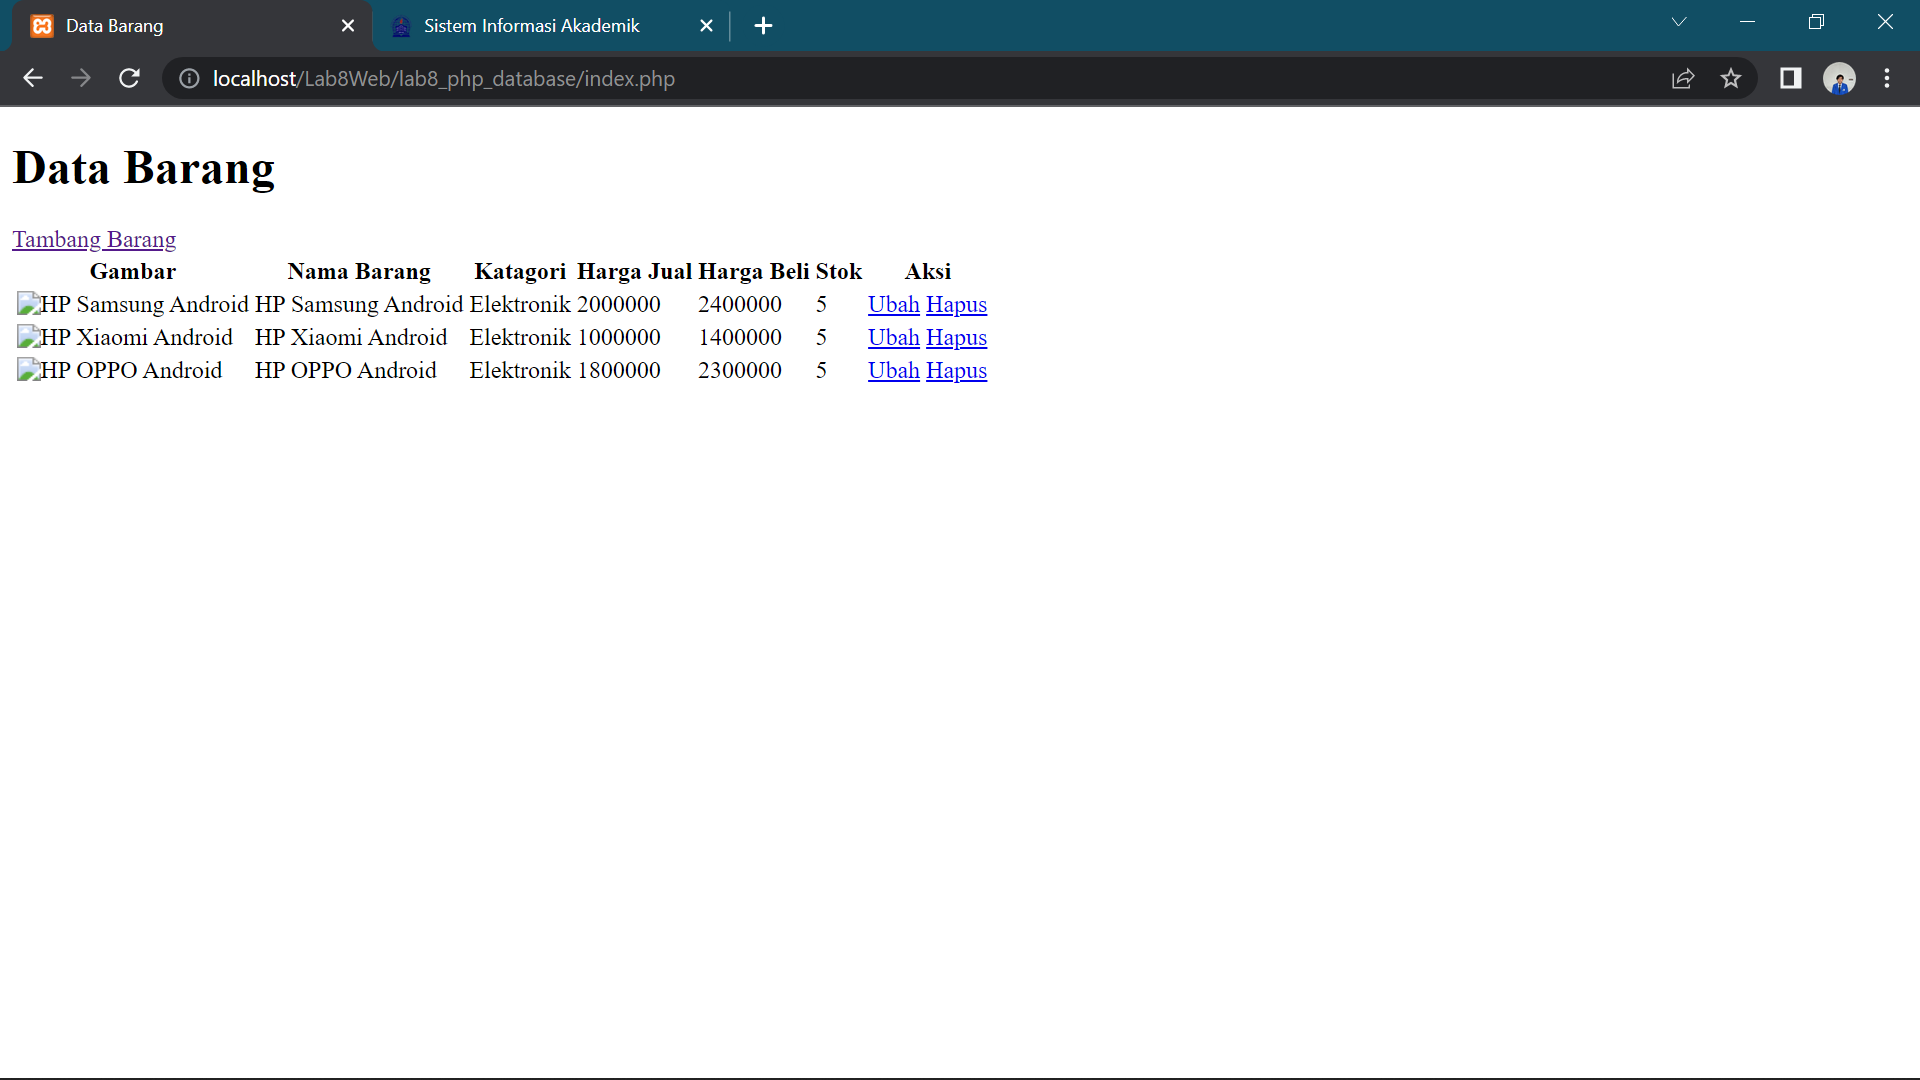 Data Barang
Sistem Informasi Akademik
localhost/Lab8Web/lab8_php_database/index.php
Data Barang
Tambang Barang
Gambar Nama Barang Katagori Harga Jual Harga Beli Stok Aksi
HP Samsung Android HP Samsung Android Elektronik 2000000 2400000 5 Ubah Hapus
HP Xiaomi Android HP Xiaomi Android Elektronik 1000000 1400000 5 Ubah Hapus
HP OPPO Android HP OPPO Android Elektronik 1800000 2300000 5 Ubah Hapus